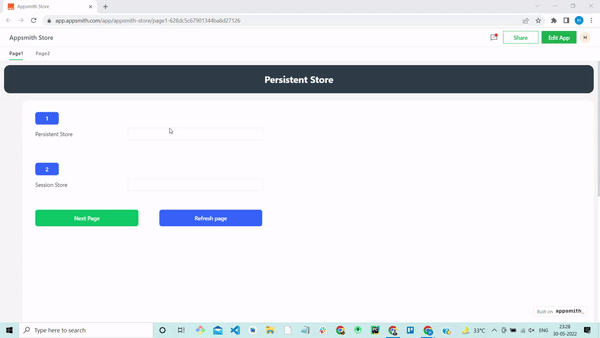 Appsmith Store
app.appsmith.com/app/appsmith-store/page1-628dc5c67901344ba8d27126
Appsmith Store
Share
Edit App
M
Page1
Page2
Persistent Store
1
Persistent Store
2
Session Store
Next Page
Refresh page
Built on appsmith_
Type here to search
33°C
ENG
23:28
30-05-2022